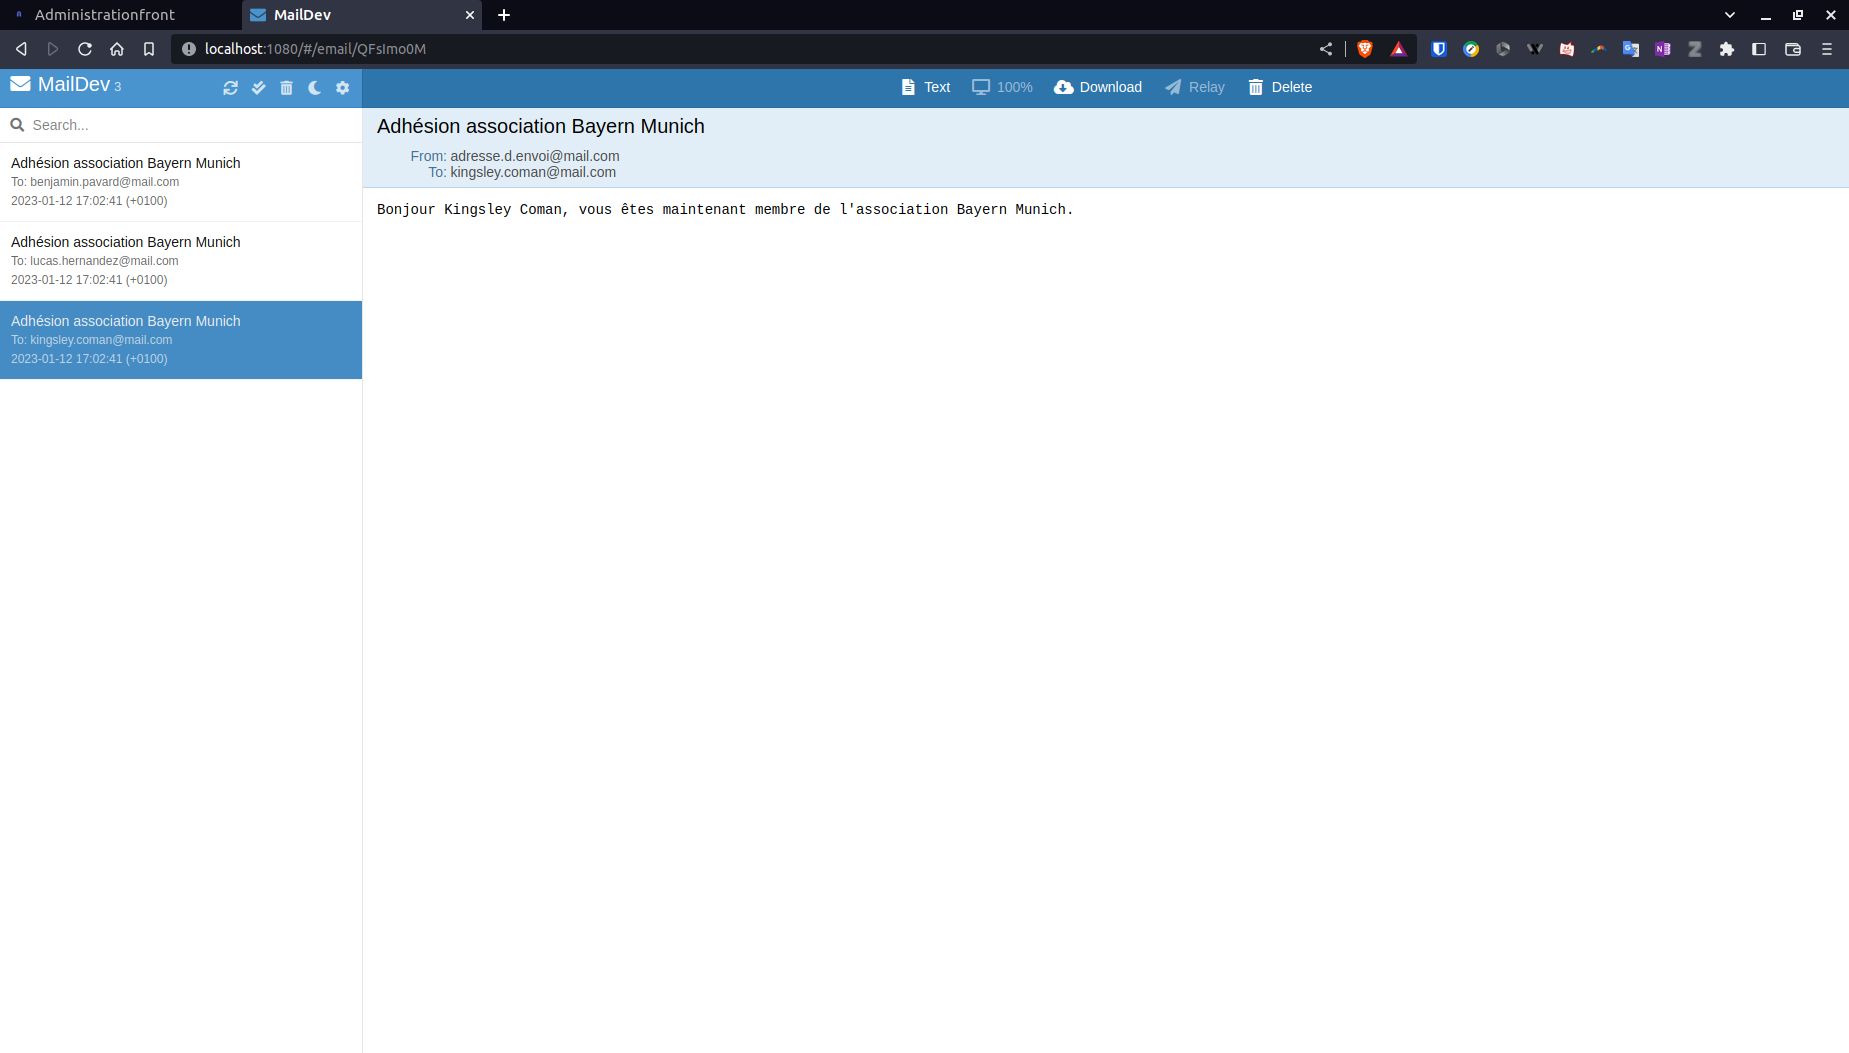 Administrationfront
MailDev
localhost:1080/#/email/QFsImo0M
MailDev 3
Text
100%
Download
Relay
Delete
Search...
Adhésion association Bayern Munich
To: benjamin.pavard@mail.com
2023-01-12 17:02:41 (+0100)
Adhésion association Bayern Munich
To: lucas.hernandez@mail.com
2023-01-12 17:02:41 (+0100)
Adhésion association Bayern Munich
To: kingsley.coman@mail.com
2023-01-12 17:02:41 (+0100)
Adhésion association Bayern Munich
From: adresse.d.envoi@mail.com
To: kingsley.coman@mail.com
Bonjour Kingsley Coman, vous êtes maintenant membre de l'association Bayern Munich.